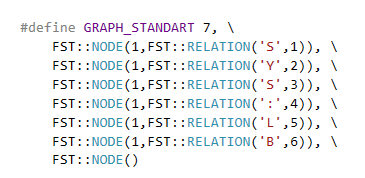 #define GRAPH_STANDART 7, \
FST::NODE(1,FST::RELATION('S',1)), \
FST::NODE(1,FST::RELATION('Y',2)), \
FST::NODE(1,FST::RELATION('S',3)), \
FST::NODE(1,FST::RELATION(':',4)), \
FST::NODE(1,FST::RELATION('L',5)), \
FST::NODE(1,FST::RELATION('B',6)), \
FST::NODE()